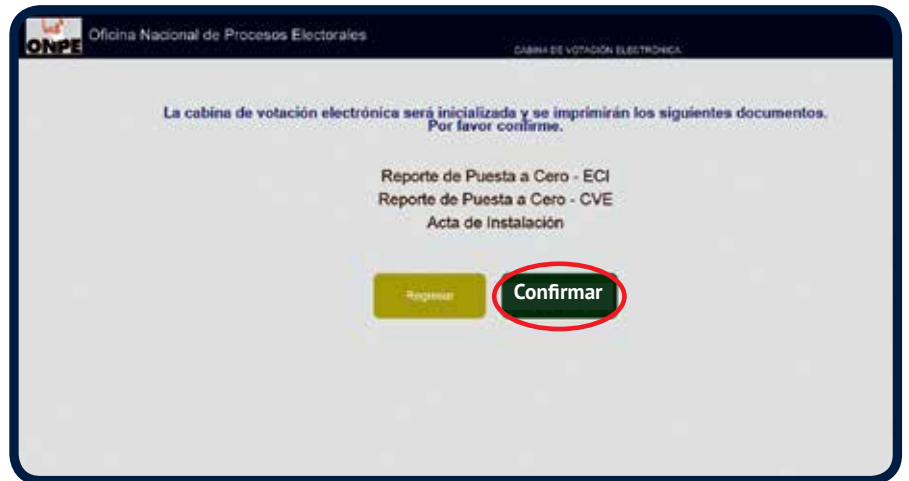 ONPE Oficina Nacional de Procesos Electorales
CABINA DE VOTACIÓN ELECTRÓNICA
La cabina de votación electrónica será inicializada y se imprimirán los siguientes documentos.
Por favor confirme.
Reporte de Puesta a Cero - ECI
Reporte de Puesta a Cero - CVE
Acta de Instalación
Regresar Confirmar